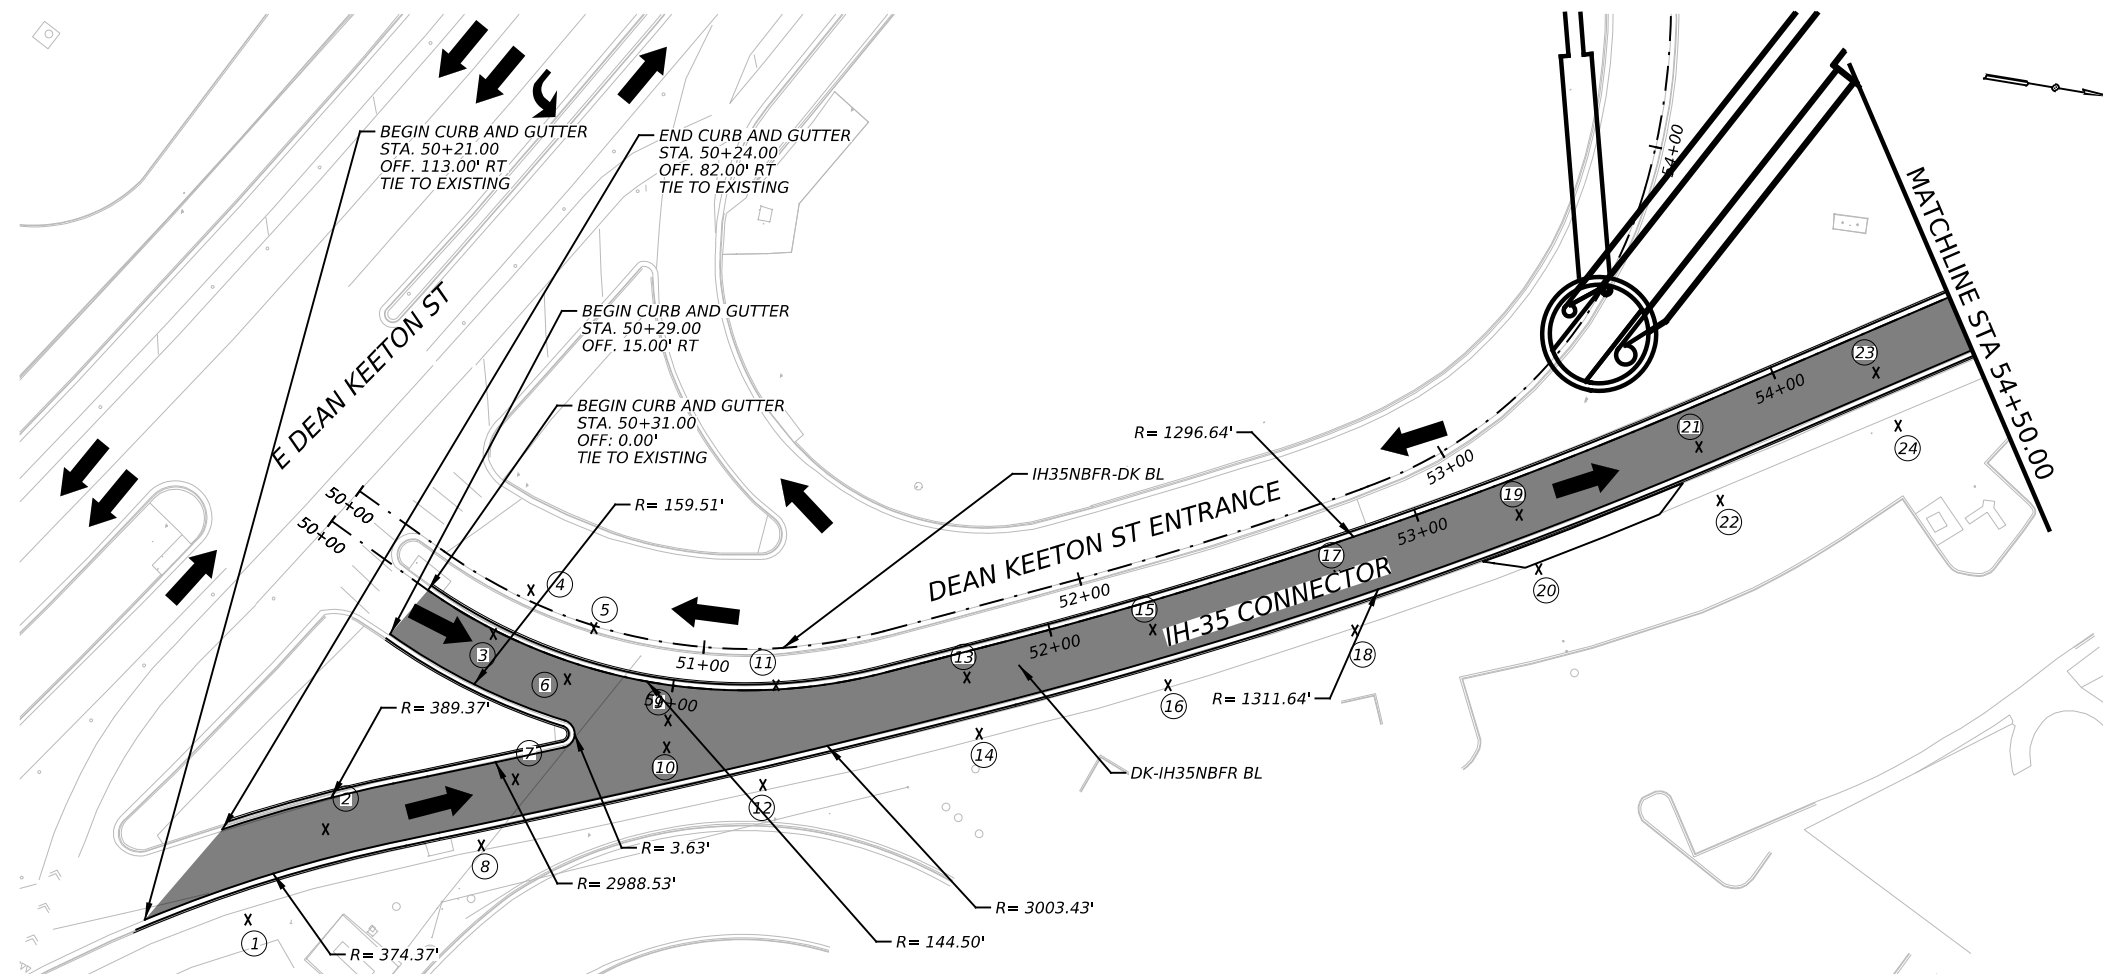 BEGIN CURB AND GUTTER
STA. 50+21.00
OFF. 113.00' RT
TIE TO EXISTING
END CURB AND GUTTER
STA. 50+24.00
OFF. 82.00' RT
TIE TO EXISTING
54+00
MATCHLINE STA 54+50.00
E DEAN KEETON ST
BEGIN CURB AND GUTTER
STA. 50+29.00
OFF. 15.00' RT
BEGIN CURB AND GUTTER
STA. 50+31.00
OFF: 0.00'
TIE TO EXISTING
R= 1296.64'
IH35NBFR-DK BL
R= 159.51'
50+00
50+00
DEAN KEETON ST ENTRANCE
53+00
54+00
23
21
24
19
22
53+00
17
20
IH-35 CONNECTOR
4
5
52+00
15
18
3
51+00
11
13
52+00
16
R= 1311.64'
6
R= 389.37'
7
10
14
DK-IH35NBFR BL
2
12
8
R= 3.63'
R= 2988.53'
R= 3003.43'
1
R= 374.37'
R= 144.50'